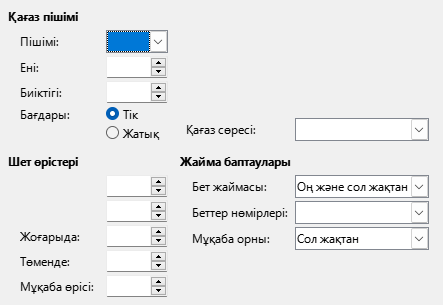 Қағаз пішімі
Пішімі:
Ені:
Биіктігі:
Бағдары:
Тік
Жатық
Қағаз сөресі:
Шет өрістері
Жоғарыда:
Төменде:
Мұқаба өрісі:
Жайма баптаулары
Бет жаймасы: Оң және сол жақтан
Беттер нөмірлері:
Мұқаба орны: Сол жақтан